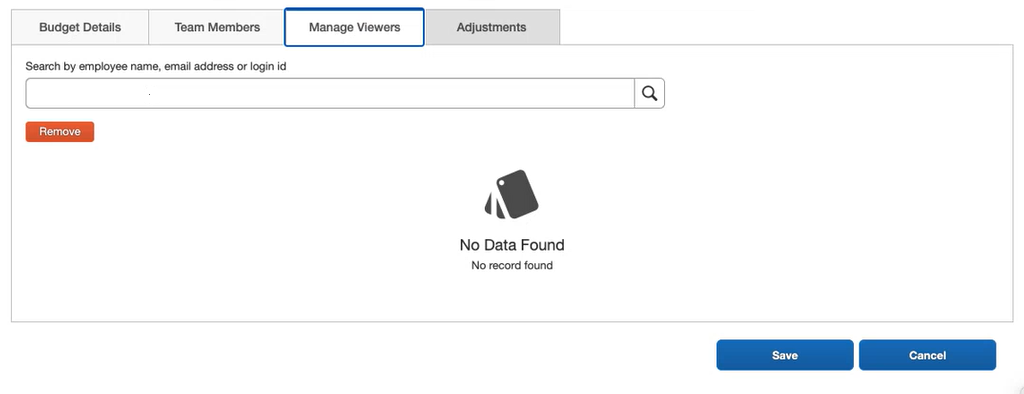 Budget Details
Team Members
Manage Viewers
Adjustments
Search by employee name, email address or login id
Remove
No Data Found
No record found
Save
Cancel